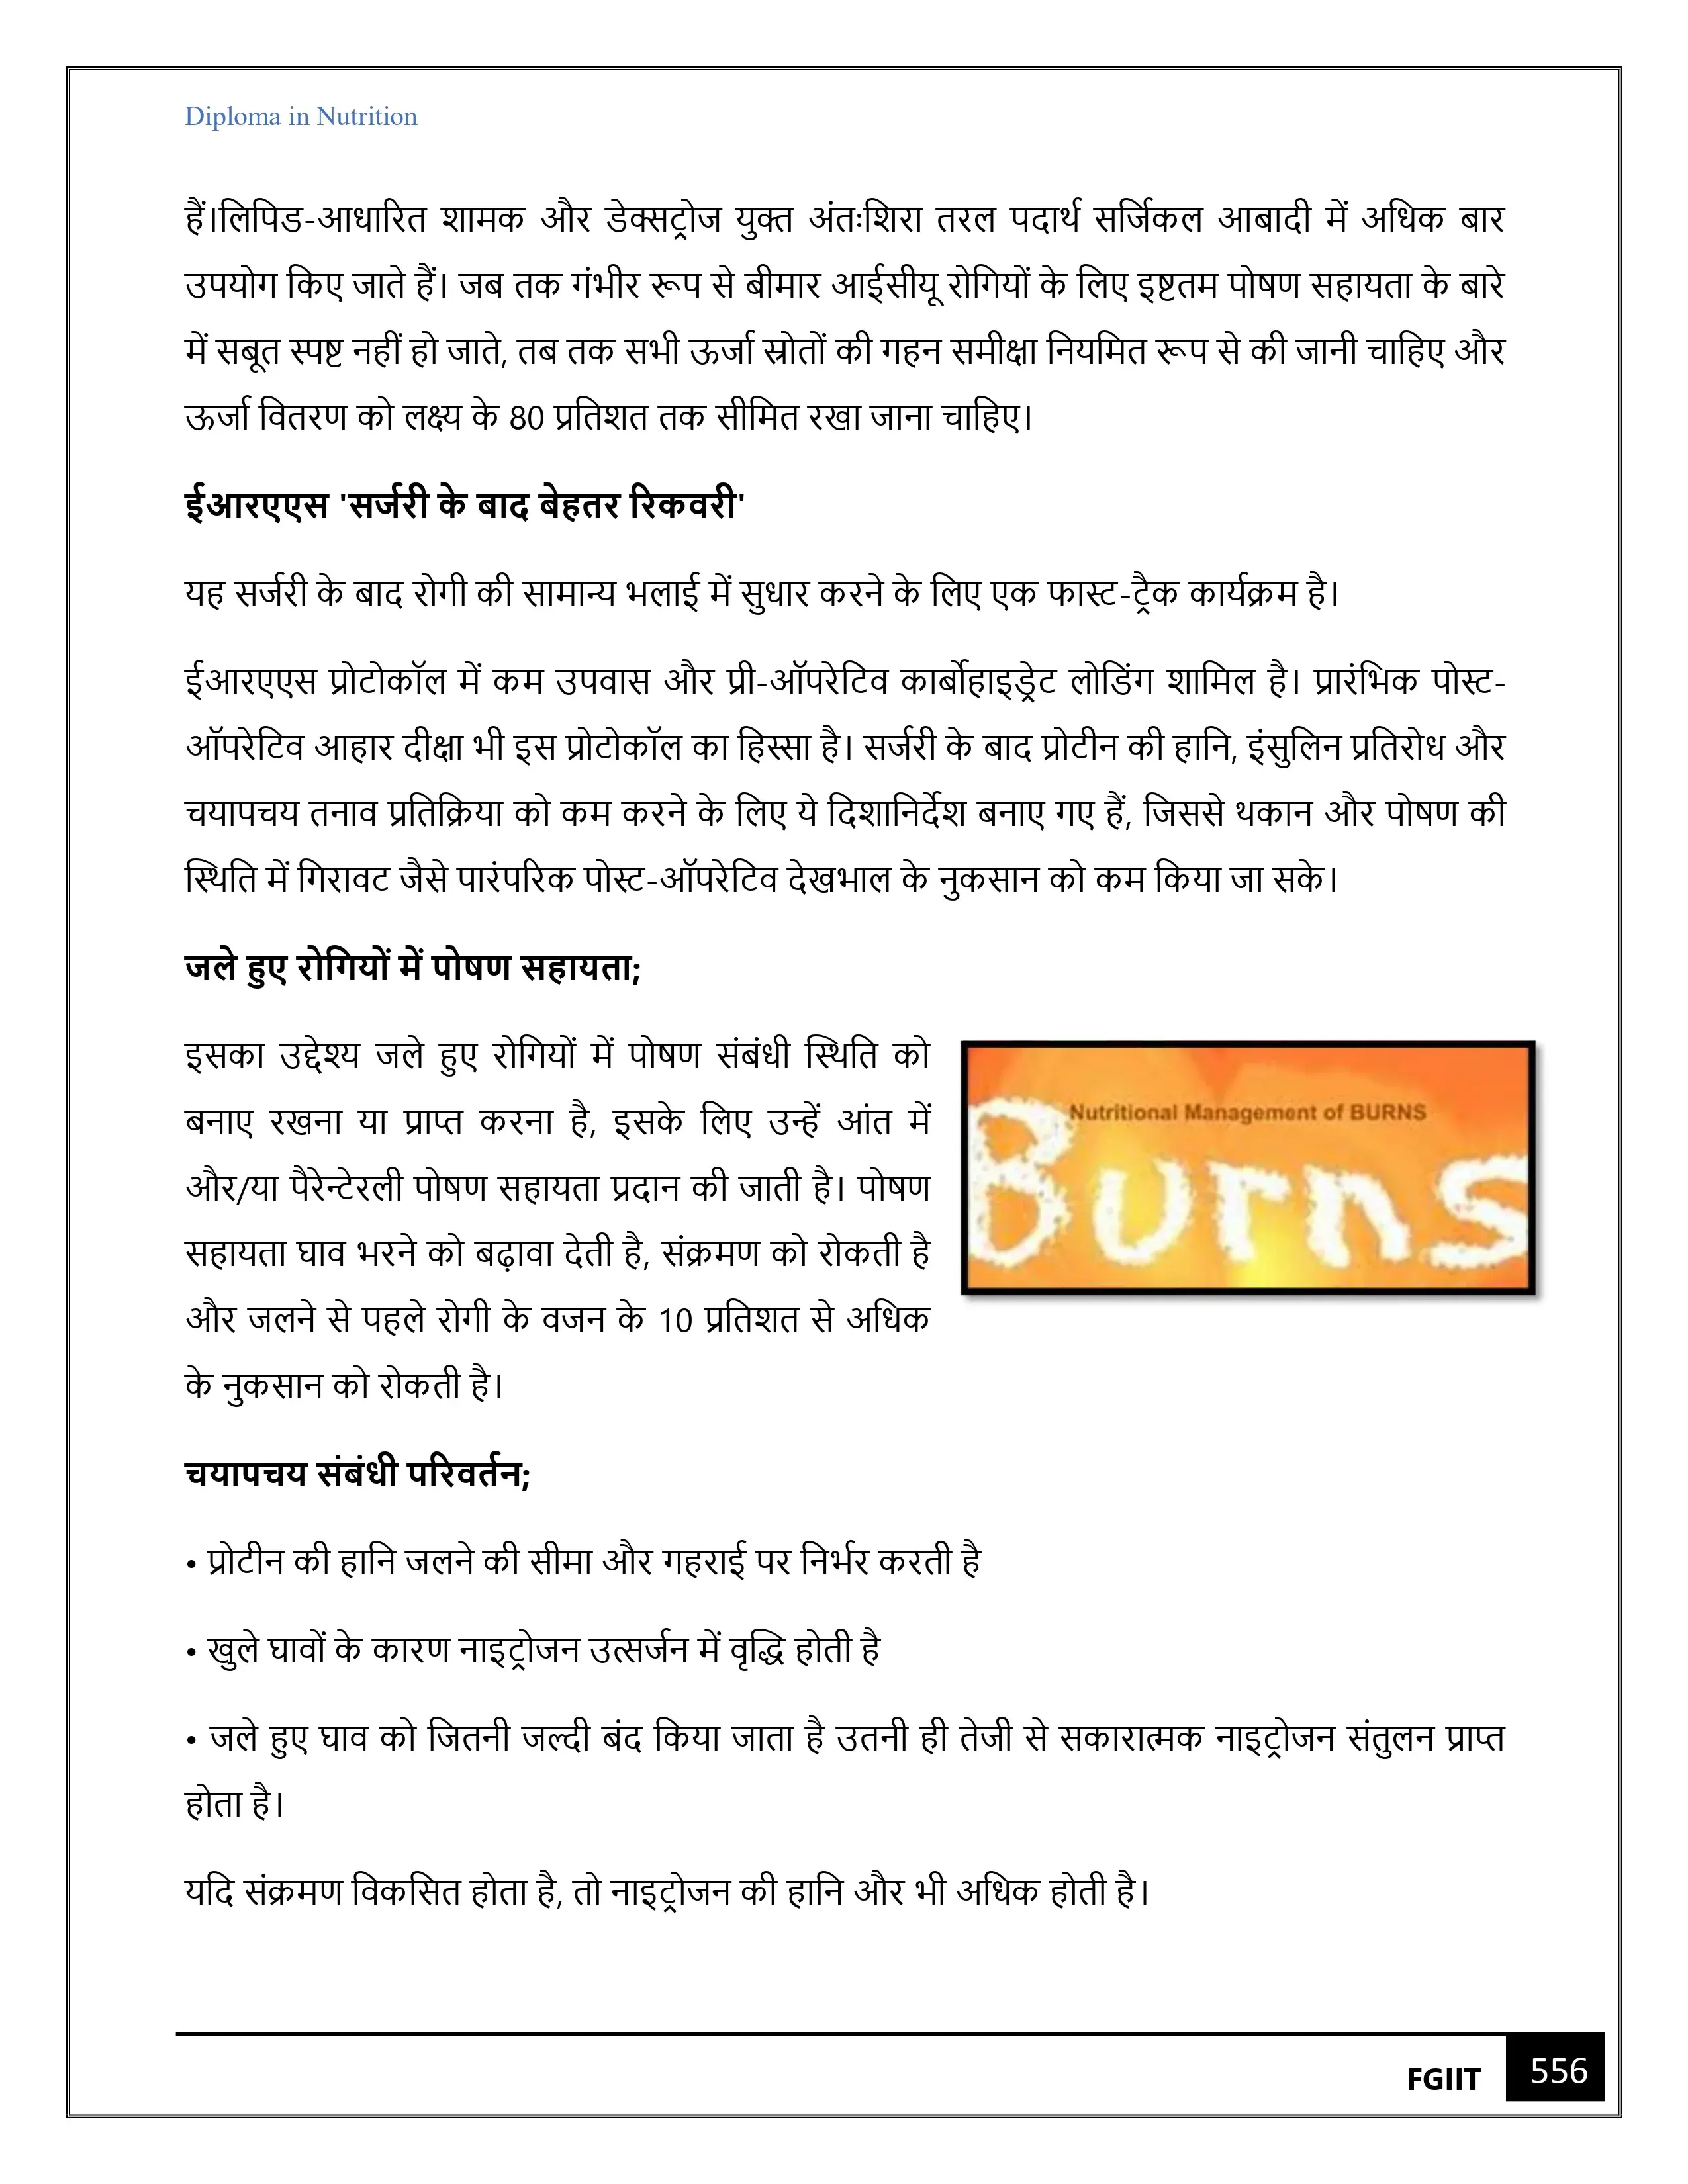 Diploma in Nutrition
हैं।लिपिड-आधारित शामक और डेक्सट्रोज युक्त अंतःशिरा तरल पदार्थ सर्जिकल आबादी में अधिक बार
उपयोग किए जाते हैं। जब तक गंभीर रूप से बीमार आईसीयू रोगियों के लिए इष्टतम पोषण सहायता के बारे
में सबूत स्पष्ट नहीं हो जाते, तब तक सभी ऊर्जा स्रोतों की गहन समीक्षा नियमित रूप से की जानी चाहिए और
ऊर्जा वितरण को लक्ष्य के 80 प्रतिशत तक सीमित रखा जाना चाहिए।
ईआरएएस 'सर्जरी के बाद बेहतर रिकवरी'
यह सर्जरी के बाद रोगी की सामान्य भलाई में सुधार करने के लिए एक फास्ट-ट्रैक कार्यक्रम है।
ईआरएएस प्रोटोकॉल में कम उपवास और प्री-ऑपरेटिव कार्बोहाइड्रेट लोडिंग शामिल है। प्रारंभिक पोस्ट-
ऑपरेटिव आहार दीक्षा भी इस प्रोटोकॉल का हिस्सा है। सर्जरी के बाद प्रोटीन की हानि, इंसुलिन प्रतिरोध और
चयापचय तनाव प्रतिक्रिया को कम करने के लिए ये दिशानिर्देश बनाए गए हैं, जिससे थकान और पोषण की
स्थिति में गिरावट जैसे पारंपरिक पोस्ट-ऑपरेटिव देखभाल के नुकसान को कम किया जा सके।
जले हुए रोगियों में पोषण सहायता;
इसका उद्देश्य जले हुए रोगियों में पोषण संबंधी स्थिति को
बनाए रखना या प्राप्त करना है, इसके लिए उन्हें आंत में
और/या पैरेन्टेरली पोषण सहायता प्रदान की जाती है। पोषण
सहायता घाव भरने को बढ़ावा देती है, संक्रमण को रोकती है
और जलने से पहले रोगी के वजन के 10 प्रतिशत से अधिक
के नुकसान को रोकती है।
Nutritional Management of BURNS
Burns
चयापचय संबंधी परिवर्तन;
• प्रोटीन की हानि जलने की सीमा और गहराई पर निर्भर करती है
• खुले घावों के कारण नाइट्रोजन उत्सर्जन में वृद्धि होती है
• जले हुए घाव को जितनी जल्दी बंद किया जाता है उतनी ही तेजी से सकारात्मक नाइट्रोजन संतुलन प्राप्त
होता है।
यदि संक्रमण विकसित होता है, तो नाइट्रोजन की हानि और भी अधिक होती है।
FGIIT
556